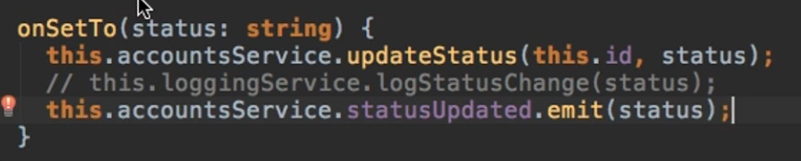 onSetTo(status: string) {
this.accountsService.updateStatus(this.id, status);
// this.loggingService.logStatusChange(status);
this.accountsService.statusUpdated.emit(status);
}